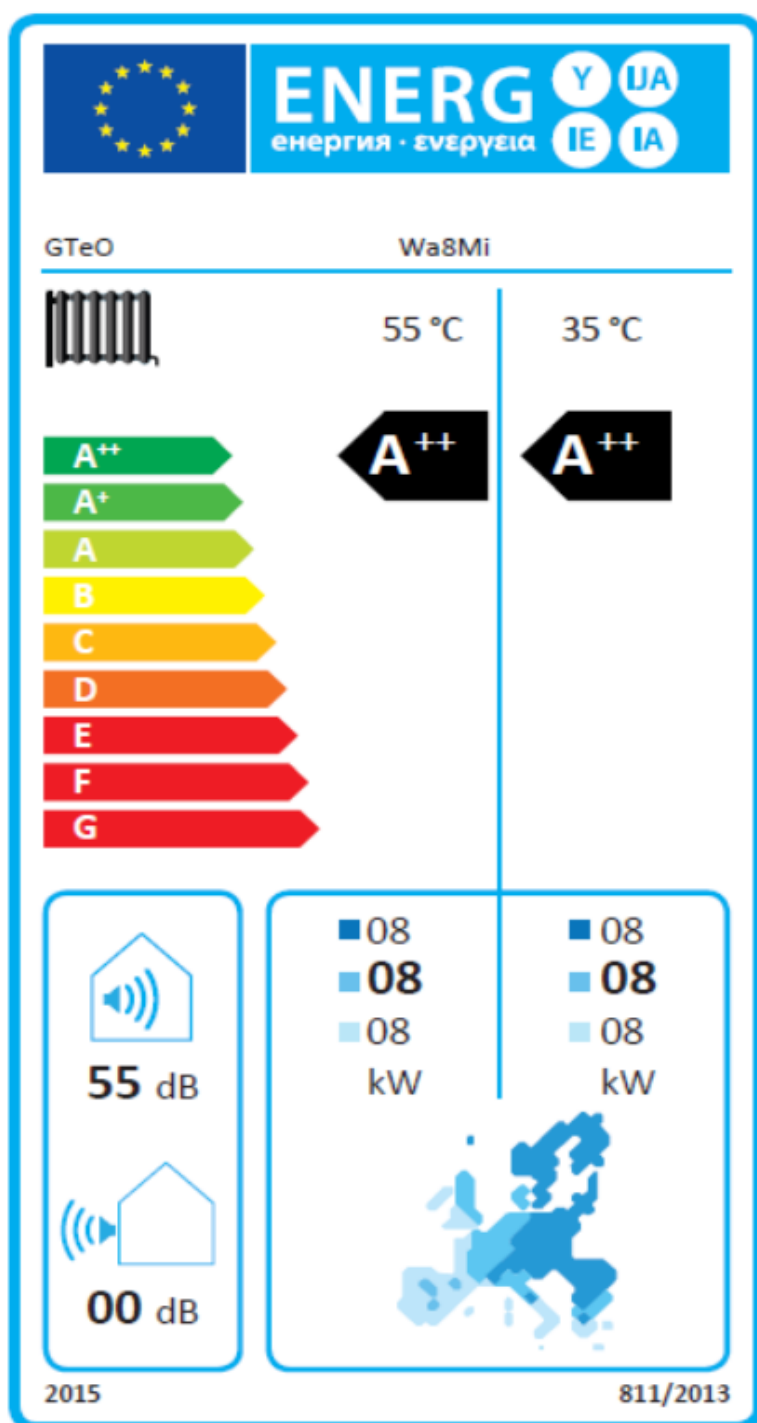 ENERG Y IJA
енергия · ενεργεια IE IA
GTeO Wa8Mi
55 °C 35 °C
A++ A++ A++
A+
A
B
C
D
E
F
G
08 08
08 08
08 08
kW kW
55 dB
00 dB
2015 811/2013